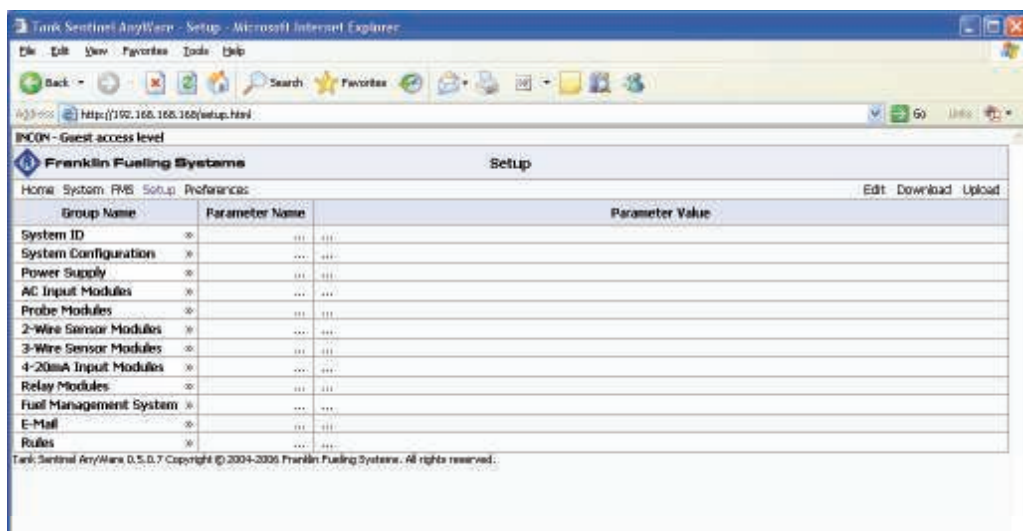 Tank Sentinel AnyWare - Setup - Microsoft Internet Explorer
File Edit View Favorites Tools Help
Back Search Favorites
Address http://192.168.168.168/setup.html Go Links
INCON - Guest access level
Franklin Fueling Systems Setup
Home System FMS Setup Preferences Edit Download Upload
Group Name Parameter Name Parameter Value
System ID » ... ...
System Configuration » ... ...
Power Supply » ... ...
AC Input Modules » ... ...
Probe Modules » ... ...
2-Wire Sensor Modules » ... ...
3-Wire Sensor Modules » ... ...
4-20mA Input Modules » ... ...
Relay Modules » ... ...
Fuel Management System » ... ...
E-Mail » ... ...
Rules » ... ...
Tank Sentinel AnyWare 0.5.0.7 Copyright © 2004-2006 Franklin Fueling Systems. All rights reserved.